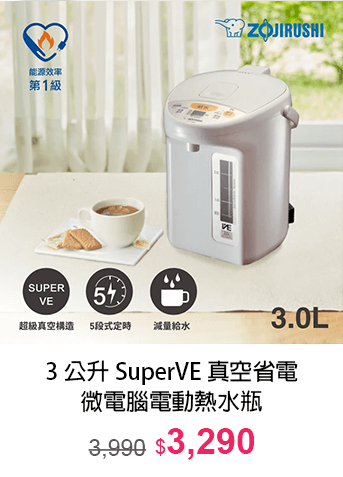 ZOJIRUSHI
能源效率
第1級
SUPER
VE
5
超級真空構造
5段式定時
減量給水
3.0L
3 公升 SuperVE 真空省電
微電腦電動熱水瓶
3,990 $3,290